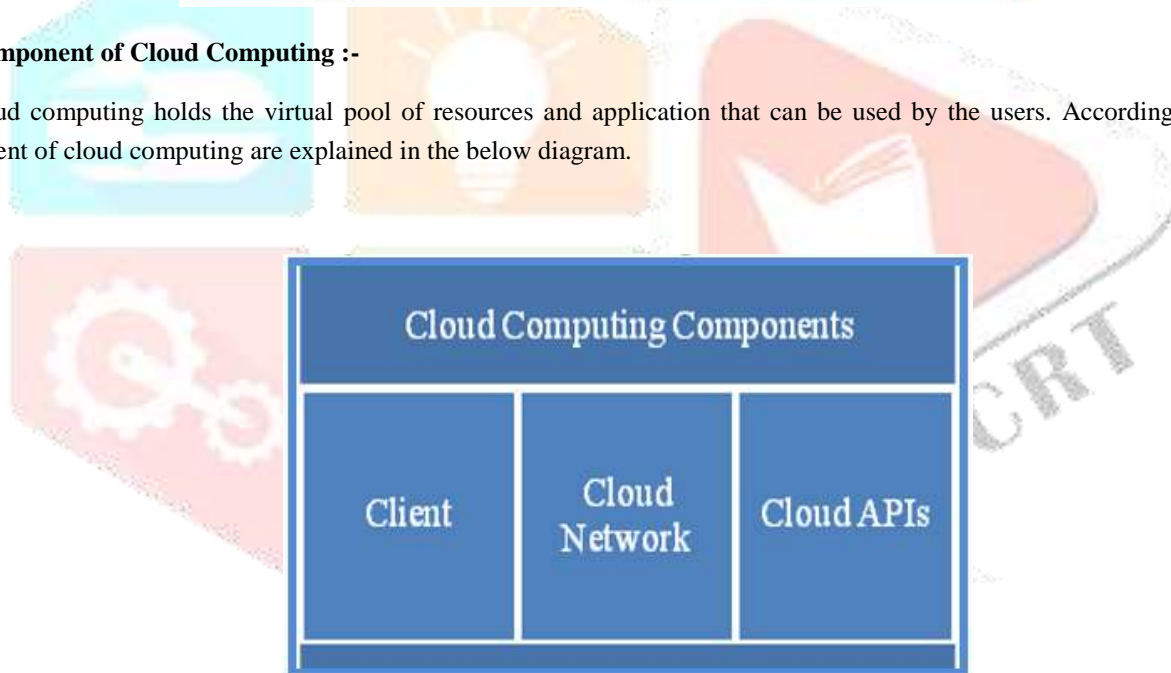 mponent of Cloud Computing :-
ud computing holds the virtual pool of resources and application that can be used by the users. According
ent of cloud computing are explained in the below diagram.
Cloud Computing Components
Client
Cloud
Network
Cloud APIs
CRT